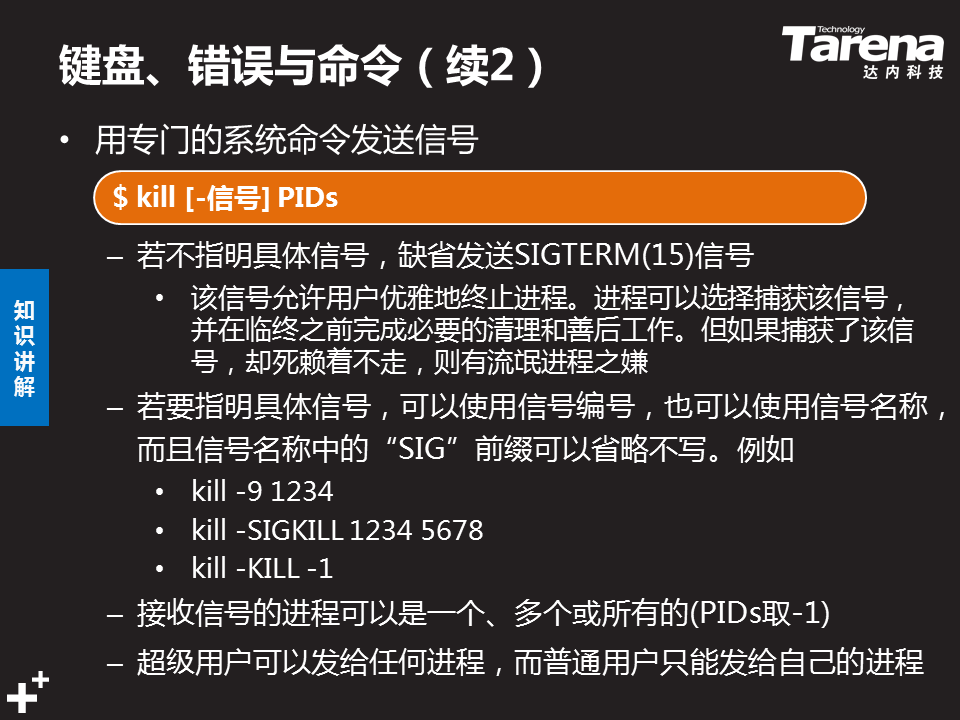 键盘、错误与命令（续2）
Technology
Tarena
达内科技
• 用专门的系统命令发送信号
$ kill [-信号] PIDs
– 若不指明具体信号，缺省发送SIGTERM(15)信号
• 该信号允许用户优雅地终止进程。进程可以选择捕获该信号，
并在临终之前完成必要的清理和善后工作。但如果捕获了该信
号，却死赖着不走，则有流氓进程之嫌
– 若要指明具体信号，可以使用信号编号，也可以使用信号名称，
而且信号名称中的“SIG”前缀可以省略不写。例如
• kill -9 1234
• kill -SIGKILL 1234 5678
• kill -KILL -1
– 接收信号的进程可以是一个、多个或所有的(PIDs取-1)
– 超级用户可以发给任何进程，而普通用户只能发给自己的进程
知
识
讲
解